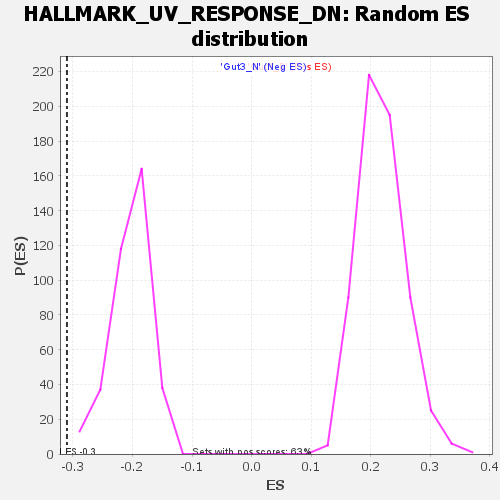 HALLMARK_UV_RESPONSE_DN: Random ES
distribution
'Gut3_N' (Neg ES)s ES)
220
200
180
160
140
120
100
80
60
40
20
0
P(ES)
ES -0.3
Sets with pos scores: 63%
-0.3 -0.2 -0.1 0.0 0.1 0.2 0.3 0.4
ES